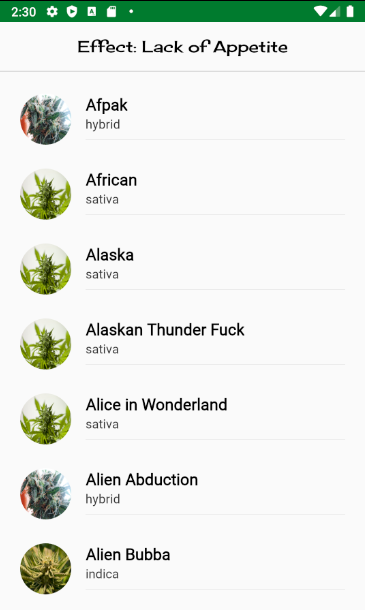 2:30
Effect: Lack of Appetite
Afpak
hybrid
African
sativa
Alaska
sativa
Alaskan Thunder Fuck
sativa
Alice in Wonderland
sativa
Alien Abduction
hybrid
Alien Bubba
indica